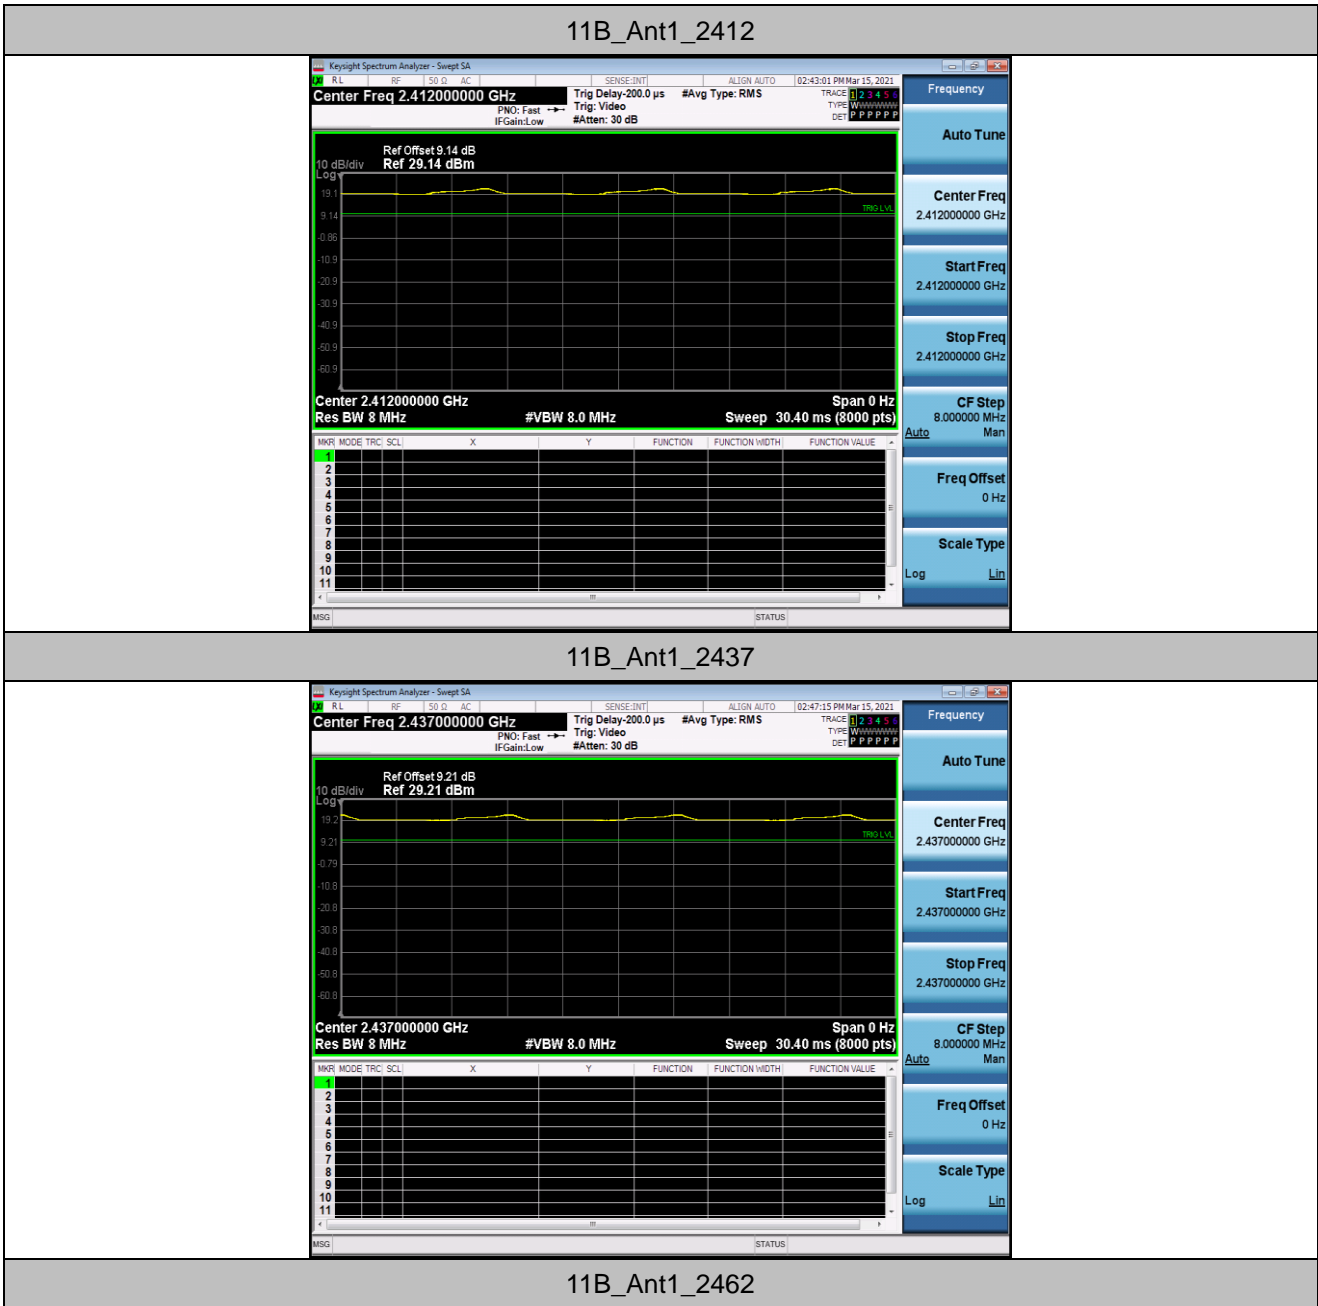 11B_Ant1_2412
Keysight Spectrum Analyzer - Swept SA
RL RF 50 Ω AC SENSE:INT ALIGN AUTO 02:43:01 PM Mar 15, 2021
Center Freq 2.412000000 GHz
PNO: Fast
IFGain:Low
Trig Delay-200.0 µs
Trig: Video
#Atten: 30 dB
#Avg Type: RMS
TRACE 1 2 3 4 5 6
TYPE
DET P P P P P P
Ref Offset 9.14 dB
10 dB/div Ref 29.14 dBm
Log
19.1
TRIG LVL
9.14
-0.86
-10.9
-20.9
-30.9
-40.9
-50.9
-60.9
Center 2.412000000 GHz Span 0 Hz
Res BW 8 MHz #VBW 8.0 MHz Sweep 30.40 ms (8000 pts)
MKR MODE TRC SCL X Y FUNCTION FUNCTION WIDTH FUNCTION VALUE
1
2
3
4
5
6
7
8
9
10
11
MSG STATUS
Frequency
Auto Tune
Center Freq
2.412000000 GHz
Start Freq
2.412000000 GHz
Stop Freq
2.412000000 GHz
CF Step
8.000000 MHz
Auto Man
Freq Offset
0 Hz
Scale Type
Log Lin
11B_Ant1_2437
Keysight Spectrum Analyzer - Swept SA
RL RF 50 Ω AC SENSE:INT ALIGN AUTO 02:47:15 PM Mar 15, 2021
Center Freq 2.437000000 GHz
PNO: Fast
IFGain:Low
Trig Delay-200.0 µs
Trig: Video
#Atten: 30 dB
#Avg Type: RMS
TRACE 1 2 3 4 5 6
TYPE
DET P P P P P P
Ref Offset 9.21 dB
10 dB/div Ref 29.21 dBm
Log
19.2
TRIG LVL
9.21
-0.79
-10.8
-20.8
-30.8
-40.8
-50.8
-60.8
Center 2.437000000 GHz Span 0 Hz
Res BW 8 MHz #VBW 8.0 MHz Sweep 30.40 ms (8000 pts)
MKR MODE TRC SCL X Y FUNCTION FUNCTION WIDTH FUNCTION VALUE
1
2
3
4
5
6
7
8
9
10
11
MSG STATUS
Frequency
Auto Tune
Center Freq
2.437000000 GHz
Start Freq
2.437000000 GHz
Stop Freq
2.437000000 GHz
CF Step
8.000000 MHz
Auto Man
Freq Offset
0 Hz
Scale Type
Log Lin
11B_Ant1_2462